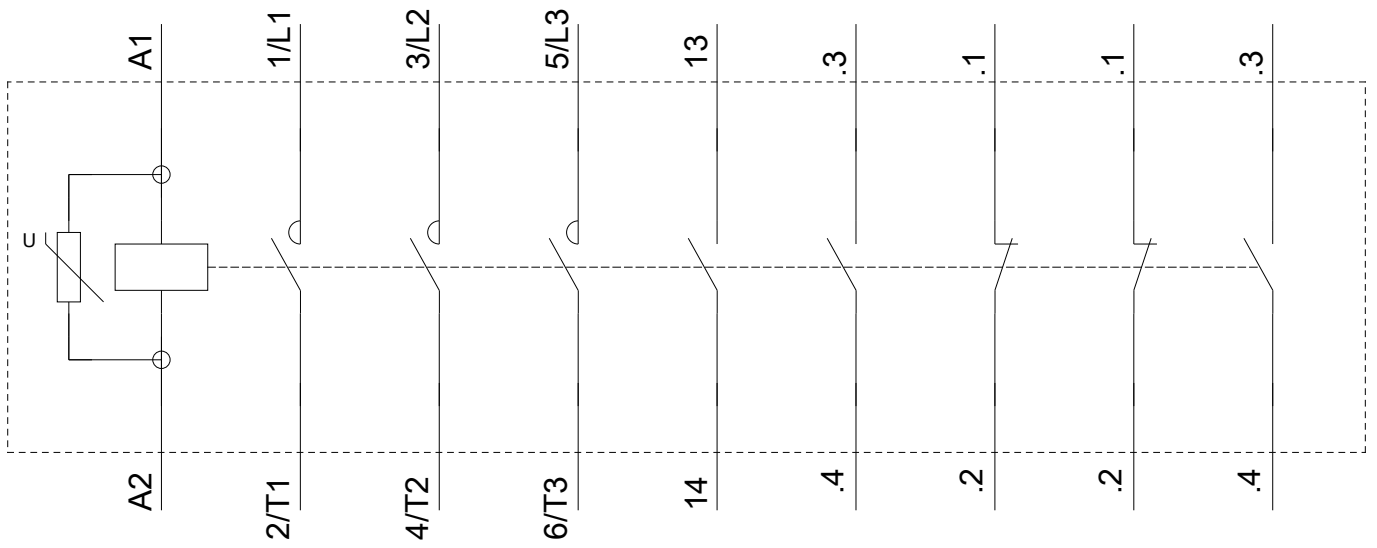 A1
1/L1
3/L2
5/L3
13
.3
.1
.1
.3
U
A2
2/T1
4/T2
6/T3
14
.4
.2
.2
.4